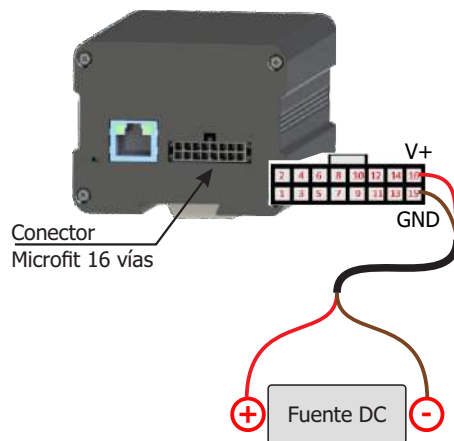 V+
2 4 6 8 10 12 14 16
1 3 5 7 9 11 13 15
GND
Conector
Microfit 16 vías
+ Fuente DC -